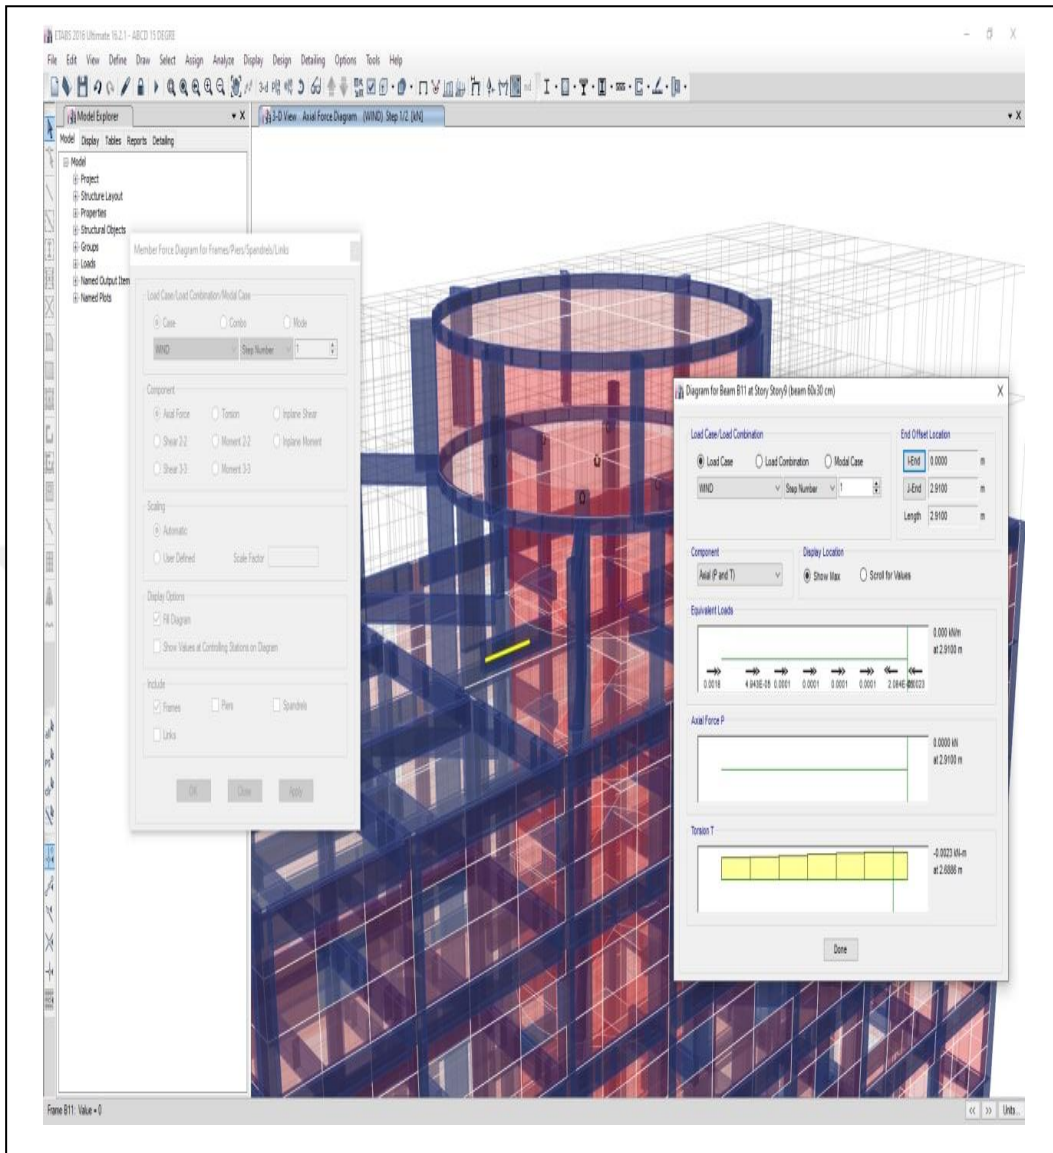 ETABS 2016 Ultimate 16.2.1 - ABCD 15 DEGRE
File Edit View Define Draw Select Assign Analyze Display Design Detailing Options Tools Help
Model Explorer
3-D View Axial Force Diagram (WIND) Step 1/2 [kN]
Model Display Tables Reports Detailing
Model
Project
Structure Layout
Properties
Structural Objects
Groups
Loads
Named Output Item
Named Plots
Member Force Diagram for Frames/Piers/Spandrels/Links
Load Case/Load Combination/Modal Case
Case Combo Mode
WIND Step Number 1
Component
Axial Force Torsion Inplane Shear
Shear 2-2 Moment 2-2 Inplane Moment
Shear 3-3 Moment 3-3
Scaling
Automatic
User Defined Scale Factor
Display Options
Fill Diagram
Show Values at Controlling Stations on Diagram
Include
Frames Piers Spandrels
Links
OK Close Apply
Diagram for Beam B11 at Story Story9 (beam 60x30 cm)
Load Case/Load Combination
Load Case Load Combination Modal Case
WIND Step Number 1
End Offset Location
I-End 0.0000 m
J-End 2.9100 m
Length 2.9100 m
Component
Axial (P and T)
Display Location
Show Max Scroll for Values
Equivalent Loads
0.000 kN/m
at 2.9100 m
0.0018 4.943E-05 0.0001 0.0001 0.0001 0.0001
Axial Force P
0.0000 kN
at 2.9100 m
Torsion T
-0.0023 kN-m
at 2.6886 m
Done
Frame B11: Value = 0
<< >> Units...